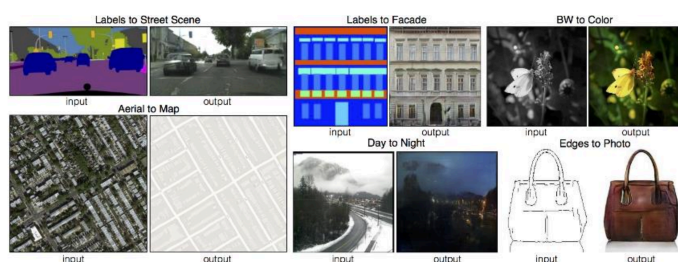 Labels to Street Scene
input
output
Aerial to Map
input
output
Labels to Facade
input
output
BW to Color
input
output
Day to Night
input
output
Edges to Photo
input
output